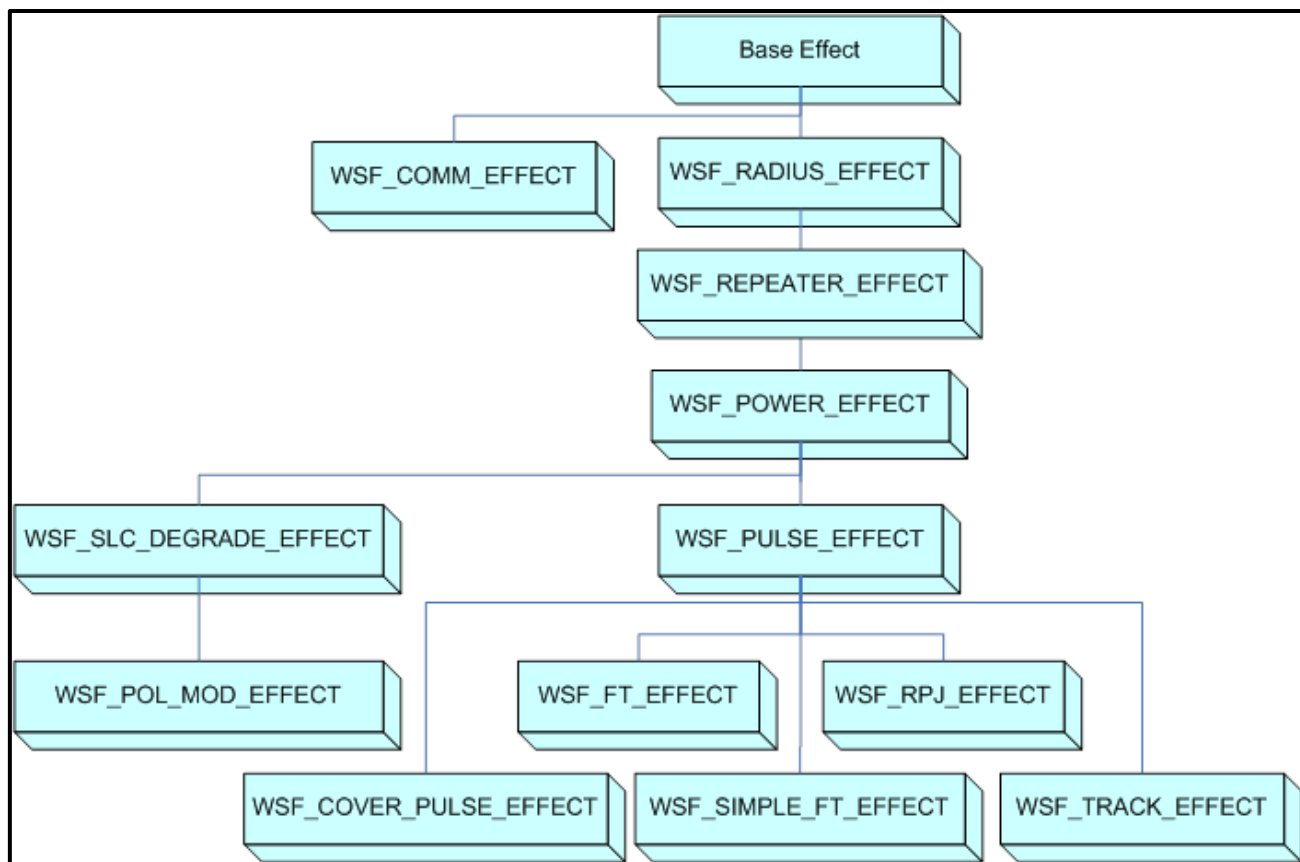 Base Effect
WSF_COMM_EFFECT
WSF_RADIUS_EFFECT
WSF_REPEATER_EFFECT
WSF_POWER_EFFECT
WSF_SLC_DEGRADE_EFFECT
WSF_PULSE_EFFECT
WSF_POL_MOD_EFFECT
WSF_FT_EFFECT
WSF_RPJ_EFFECT
WSF_COVER_PULSE_EFFECT
WSF_SIMPLE_FT_EFFECT
WSF_TRACK_EFFECT